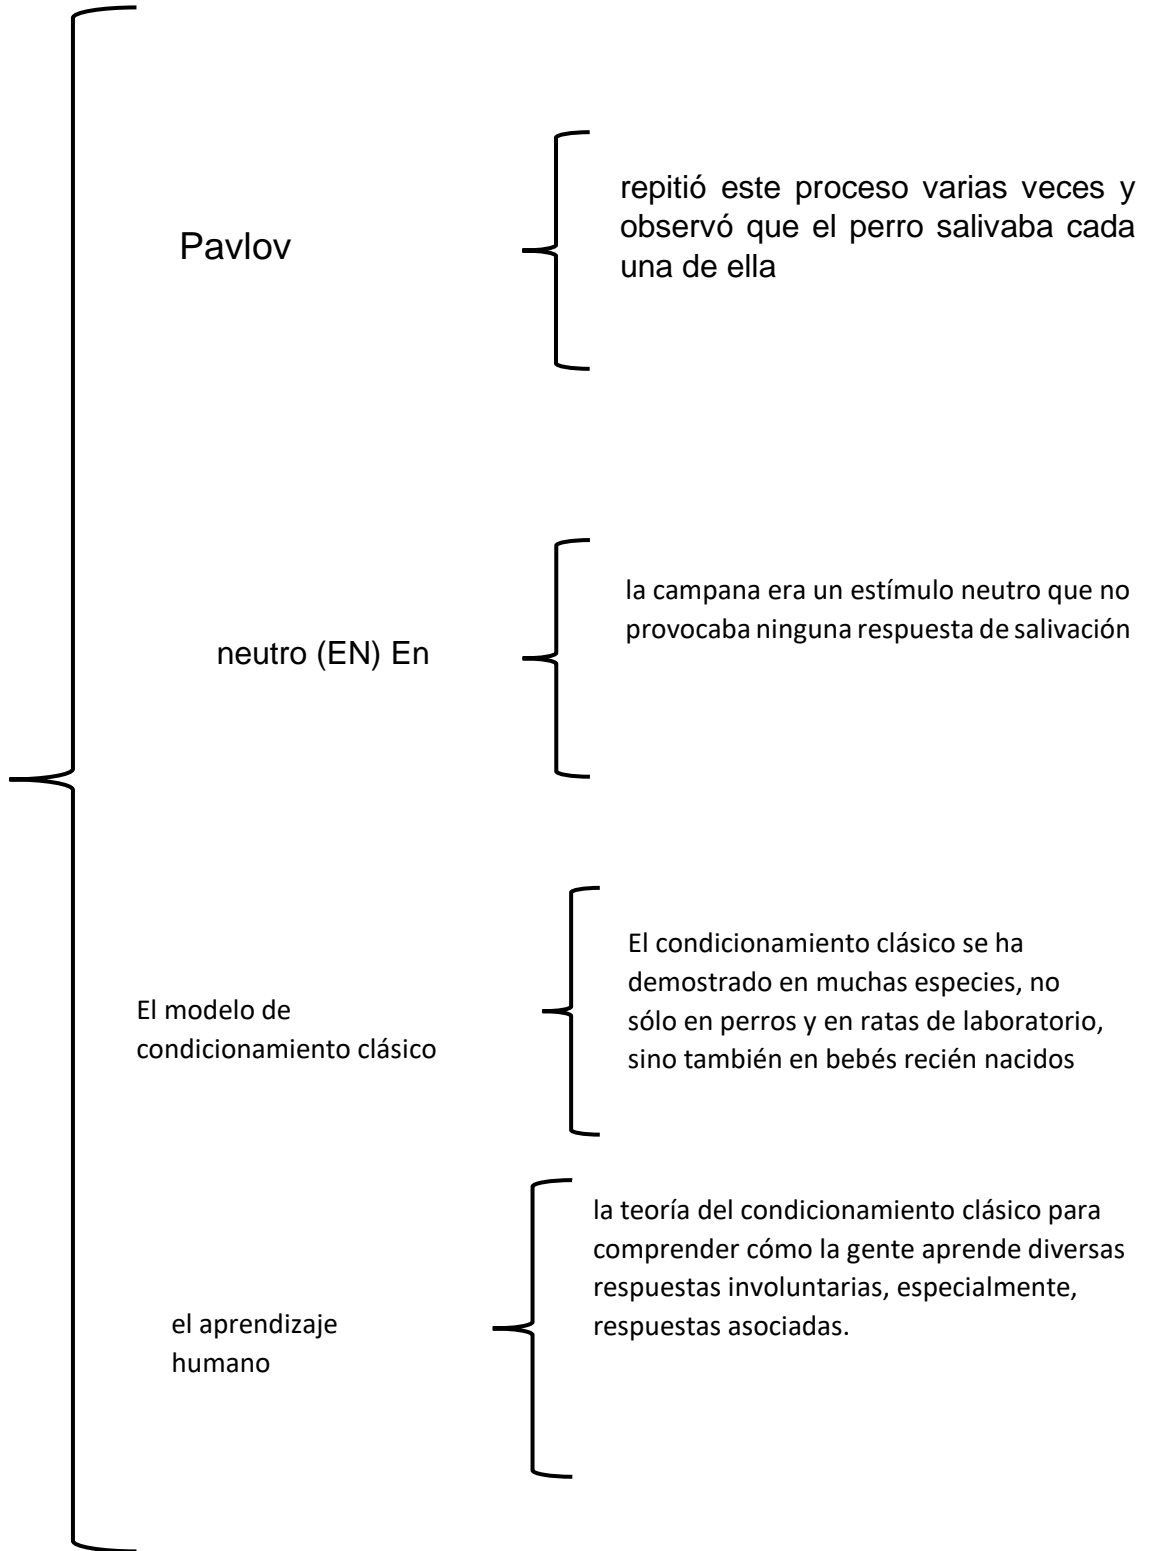 Pavlov
repitió este proceso varias veces y
observó que el perro salivaba cada
una de ella
neutro (EN) En
la campana era un estímulo neutro que no
provocaba ninguna respuesta de salivación
El modelo de
condicionamiento clásico
El condicionamiento clásico se ha
demostrado en muchas especies, no
sólo en perros y en ratas de laboratorio,
sino también en bebés recién nacidos
el aprendizaje
humano
la teoría del condicionamiento clásico para
comprender cómo la gente aprende diversas
respuestas involuntarias, especialmente,
respuestas asociadas.